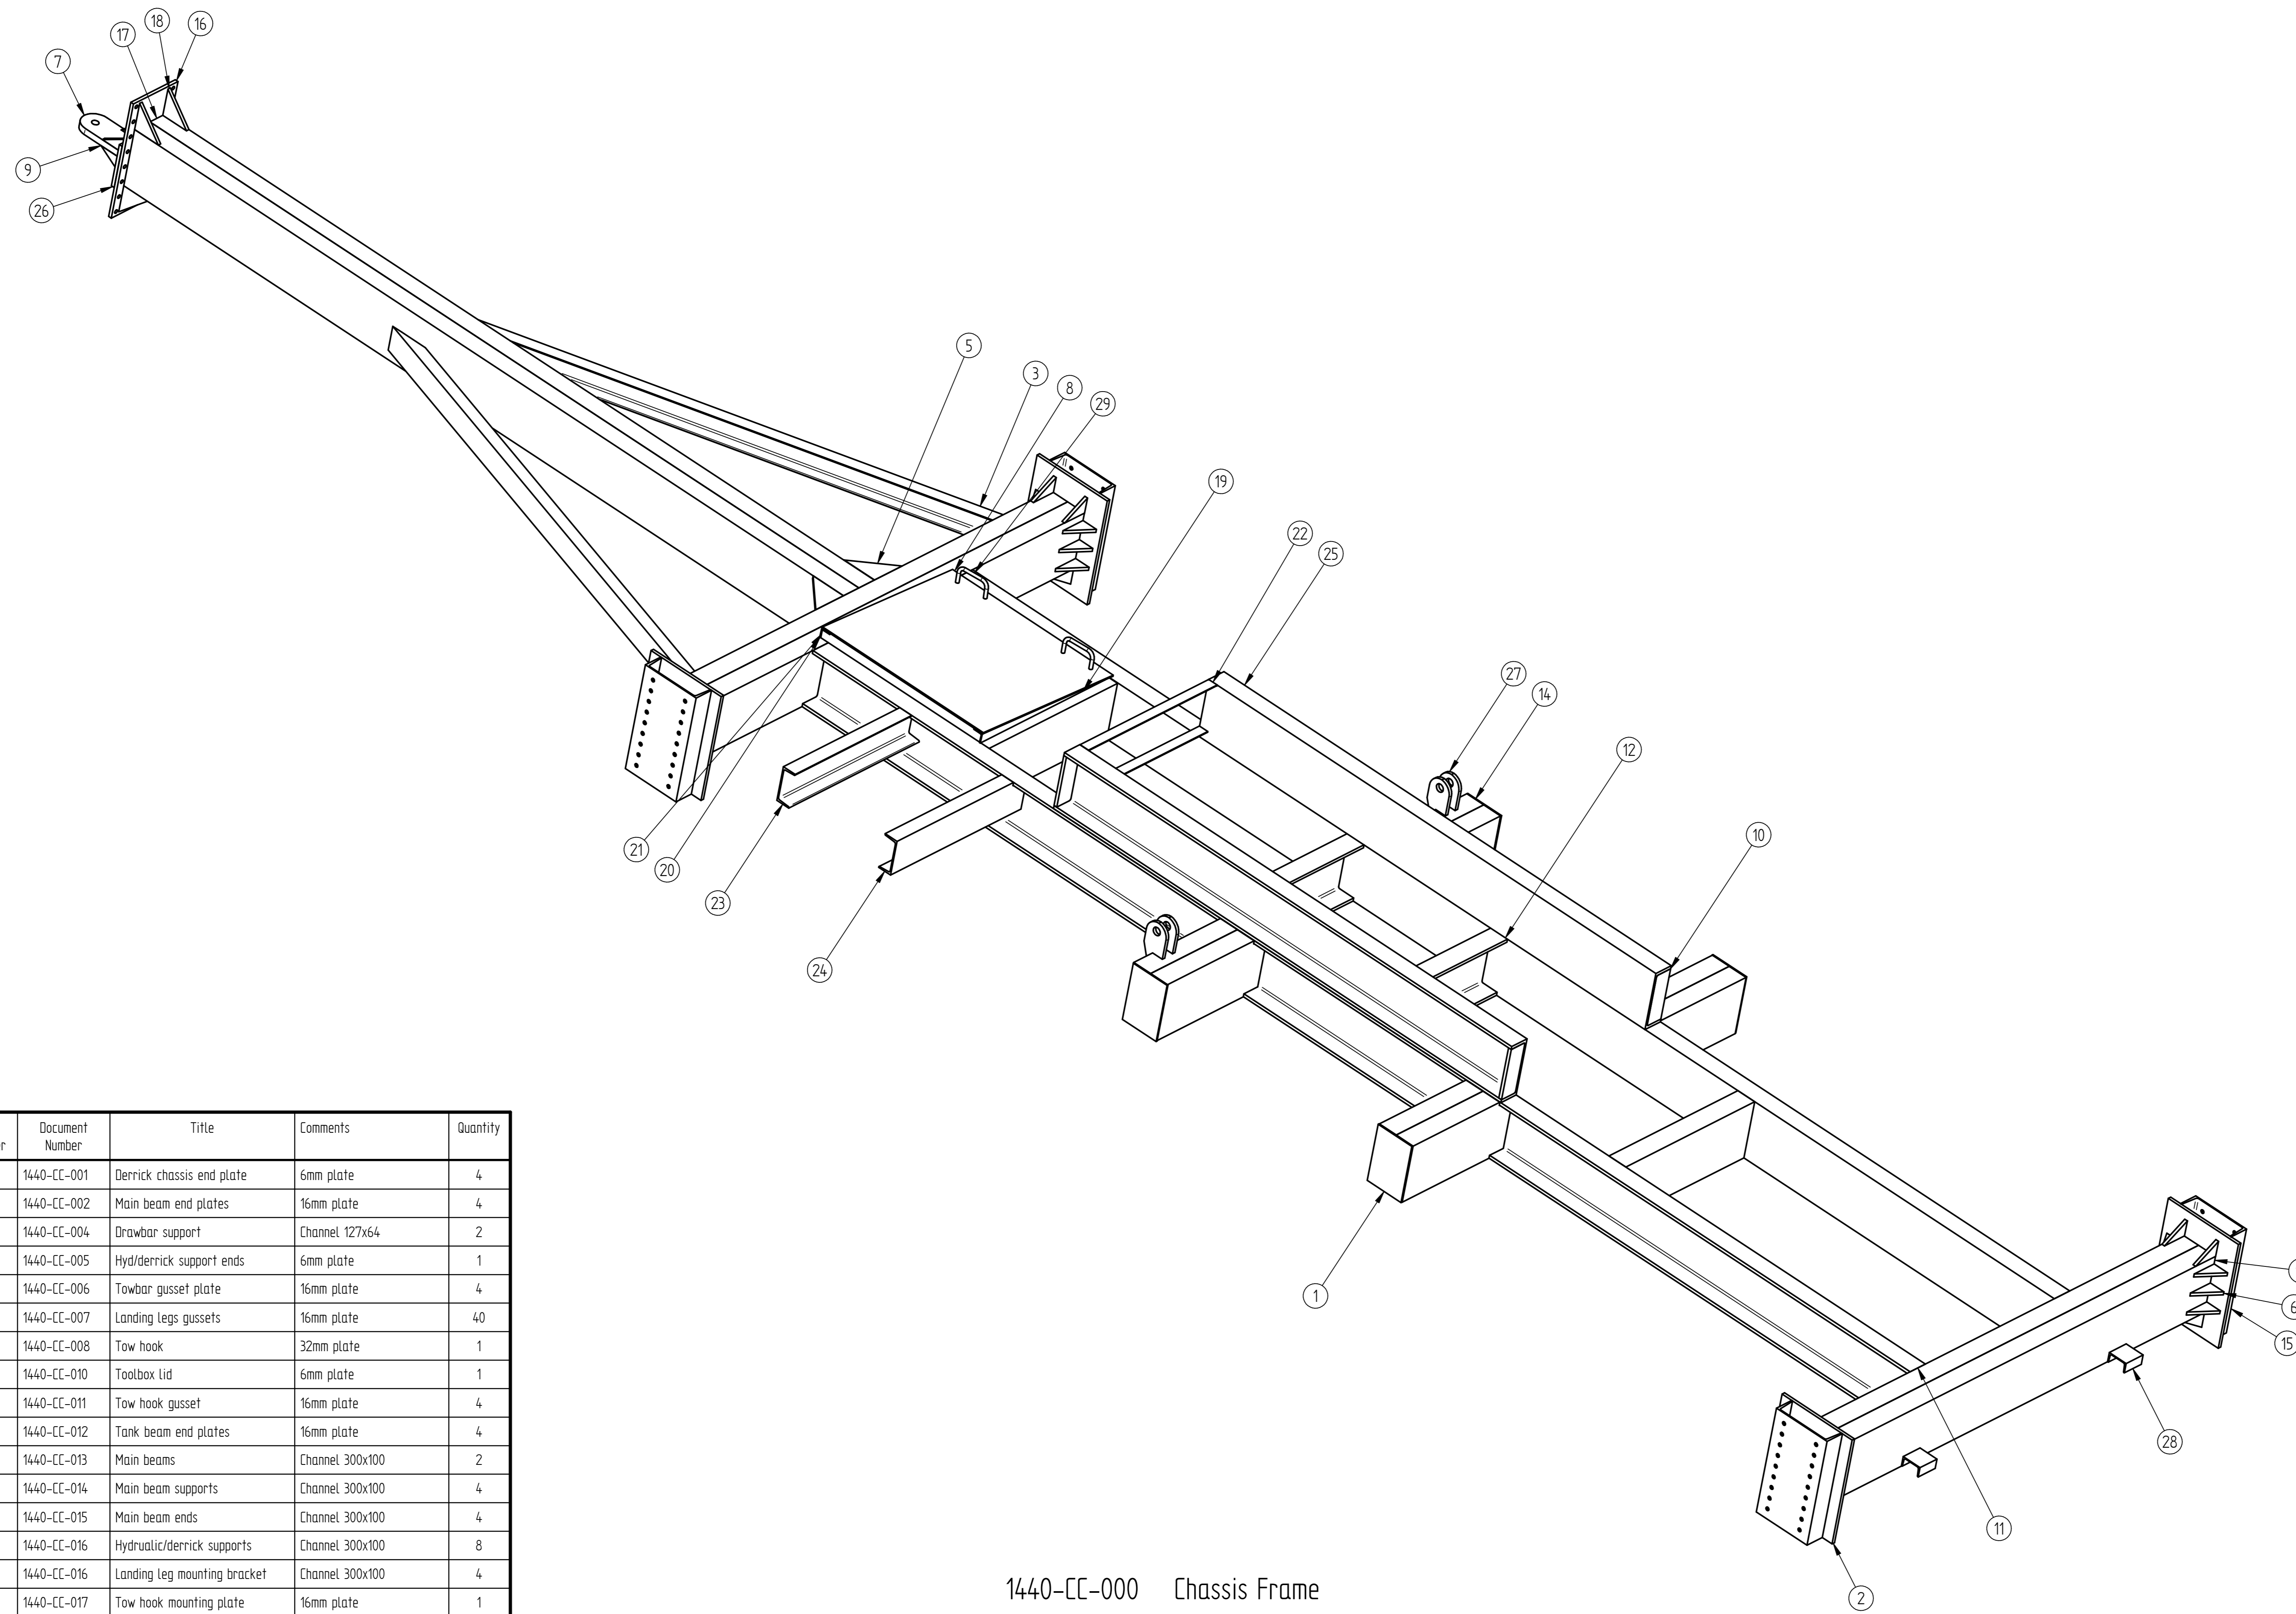 18
16
17
7
9
26
5
3
8
29
19
22
25
27
14
12
10
21
20
23
24
1
6
15
28
11
2
Document Number Title Comments Quantity
1440-CC-001 Derrick chassis end plate 6mm plate 4
1440-CC-002 Main beam end plates 16mm plate 4
1440-CC-004 Drawbar support Channel 127x64 2
1440-CC-005 Hyd/derrick support ends 6mm plate 1
1440-CC-006 Towbar gusset plate 16mm plate 4
1440-CC-007 Landing legs gussets 16mm plate 40
1440-CC-008 Tow hook 32mm plate 1
1440-CC-010 Toolbox lid 6mm plate 1
1440-CC-011 Tow hook gusset 16mm plate 4
1440-CC-012 Tank beam end plates 16mm plate 4
1440-CC-013 Main beams Channel 300x100 2
1440-CC-014 Main beam supports Channel 300x100 4
1440-CC-015 Main beam ends Channel 300x100 4
1440-CC-016 Hydrualic/derrick supports Channel 300x100 8
1440-CC-016 Landing leg mounting bracket Channel 300x100 4
1440-CC-017 Tow hook mounting plate 16mm plate 1
1440-CC-000 Chassis Frame